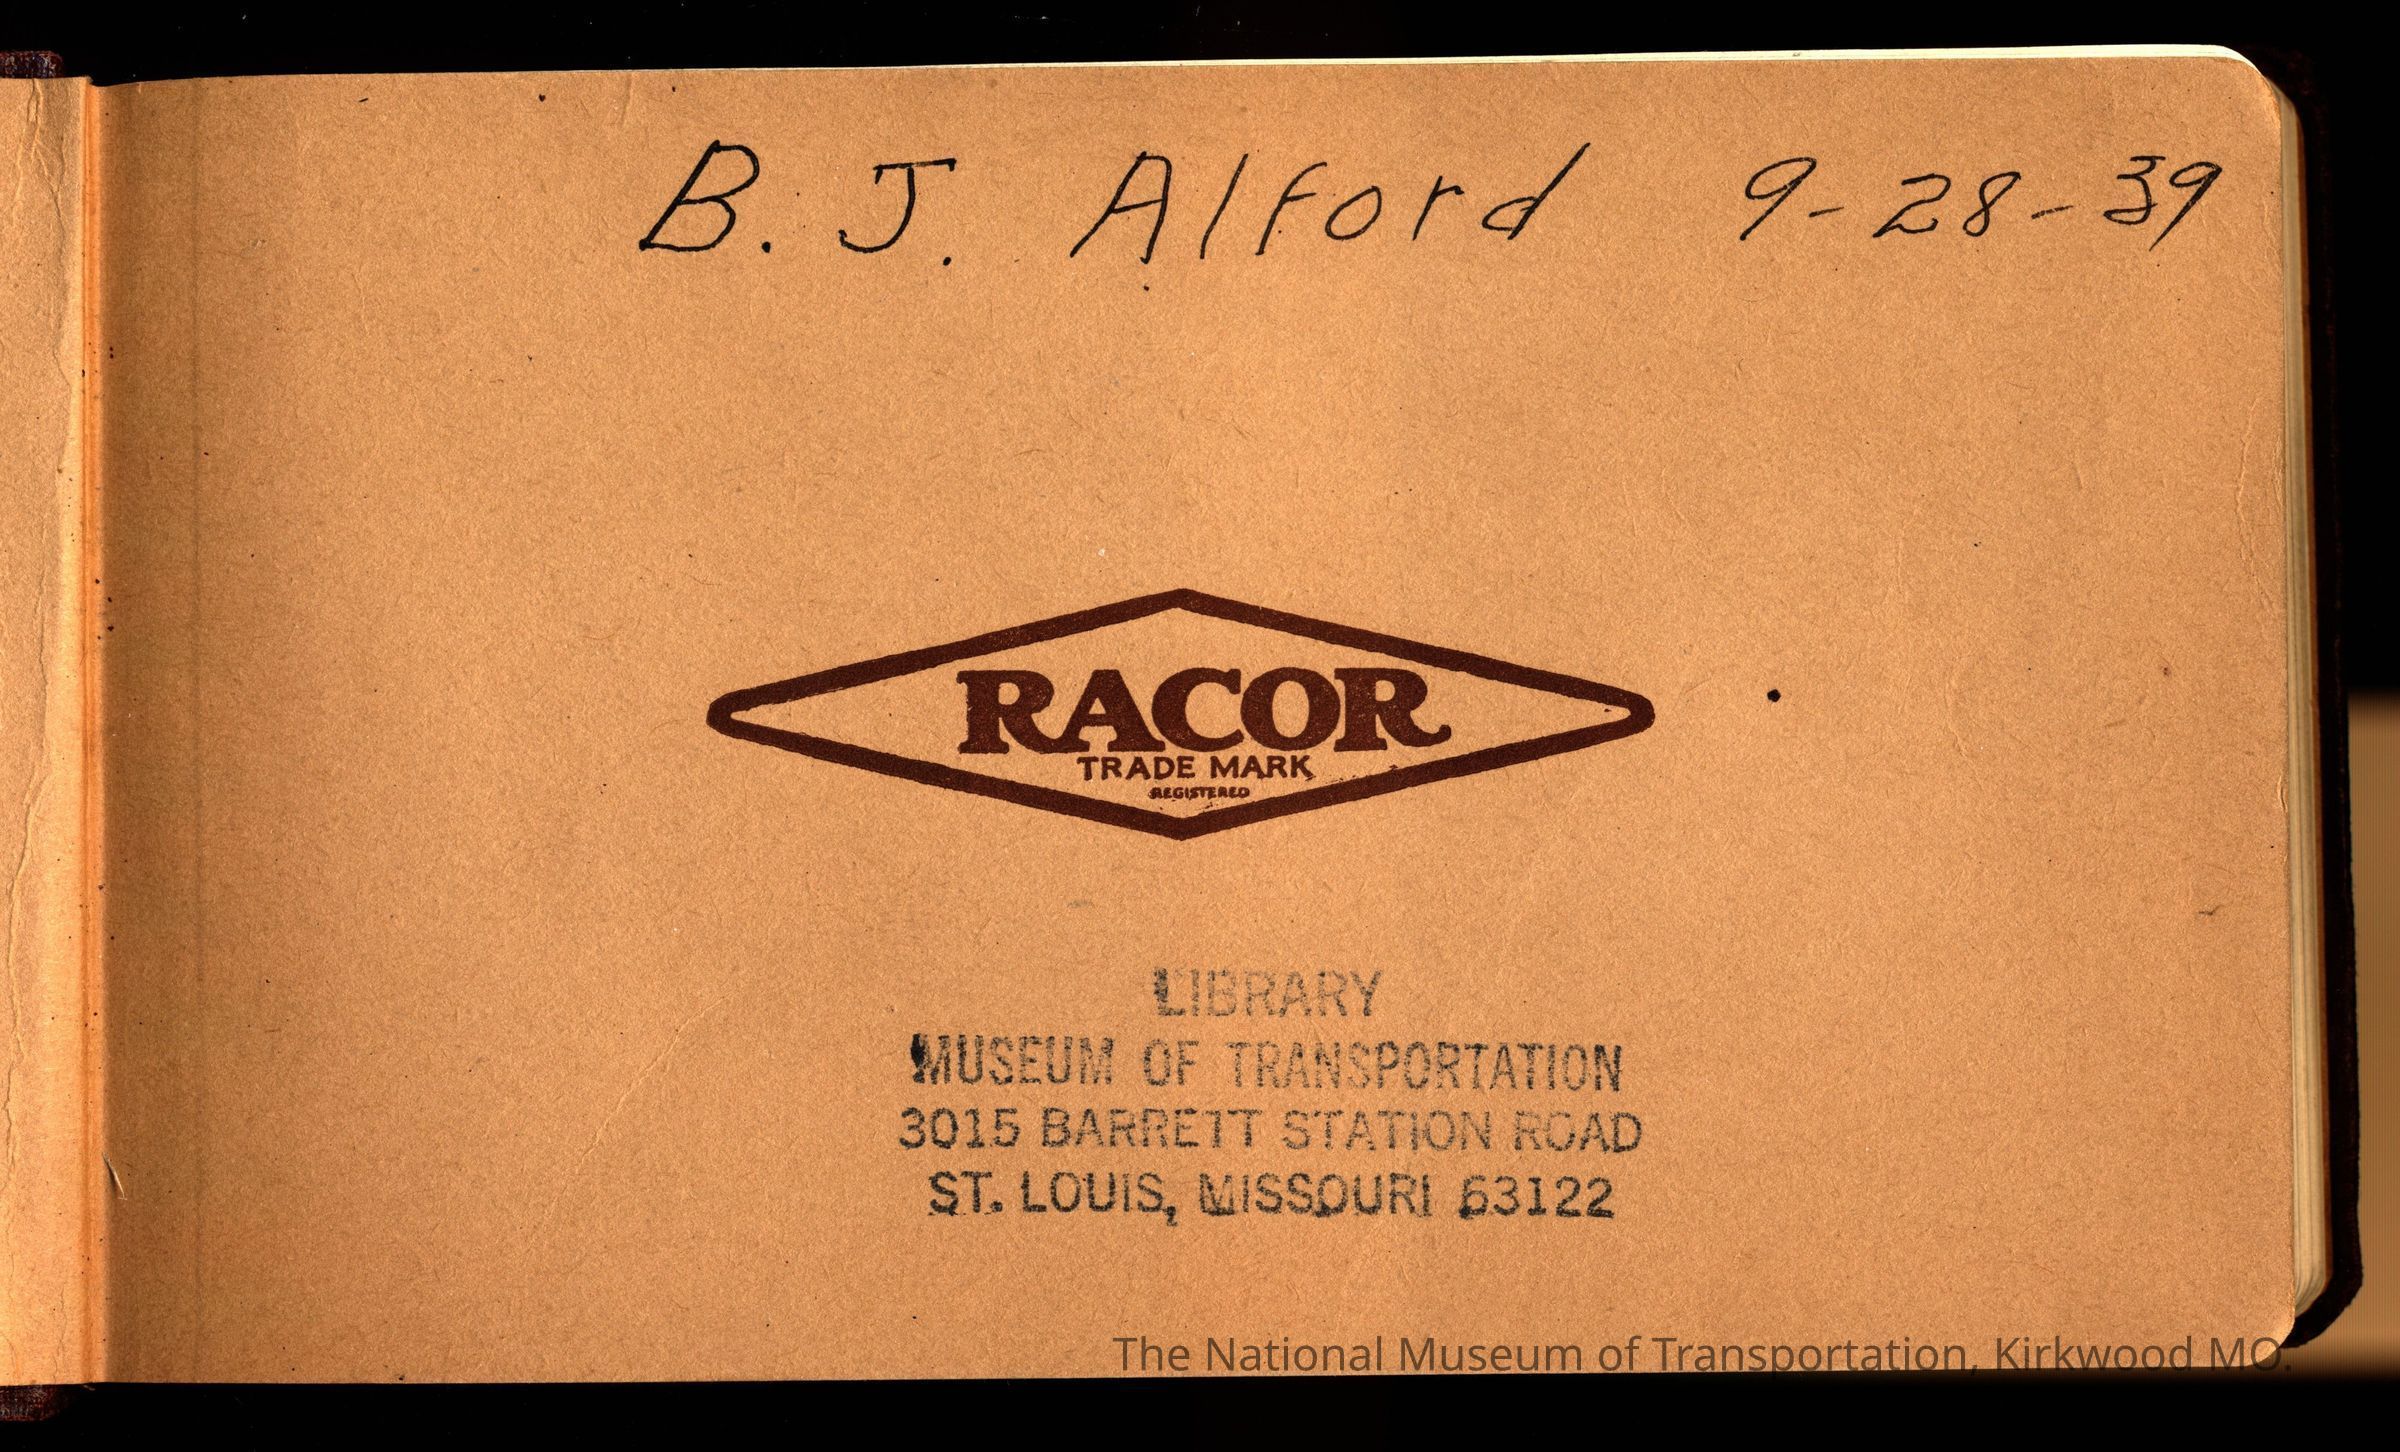 B. J. Alford 9-28-39
RACOR
TRADE MARK
REGISTERED
LIBRARY
MUSEUM OF TRANSPORTATION
3015 BARRETT STATION ROAD
ST. LOUIS, MISSOURI 63122
The National Museum of Transportation, Kirkwood MO.